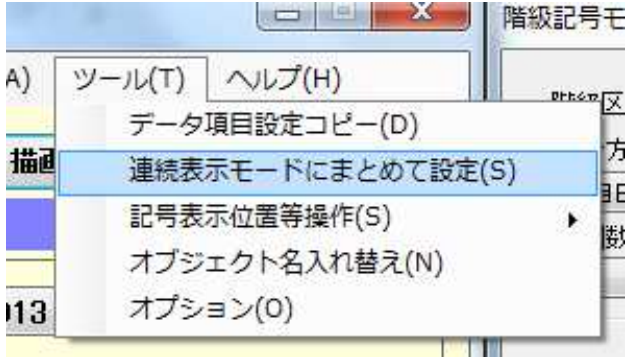 階級記号モ
A) ツール(T) ヘルプ(H)
データ項目設定コピー(D)
描画
連続表示モードにまとめて設定(S)
記号表示位置等操作(S)
オブジェクト名入れ替え(N)
オプション(O)
013